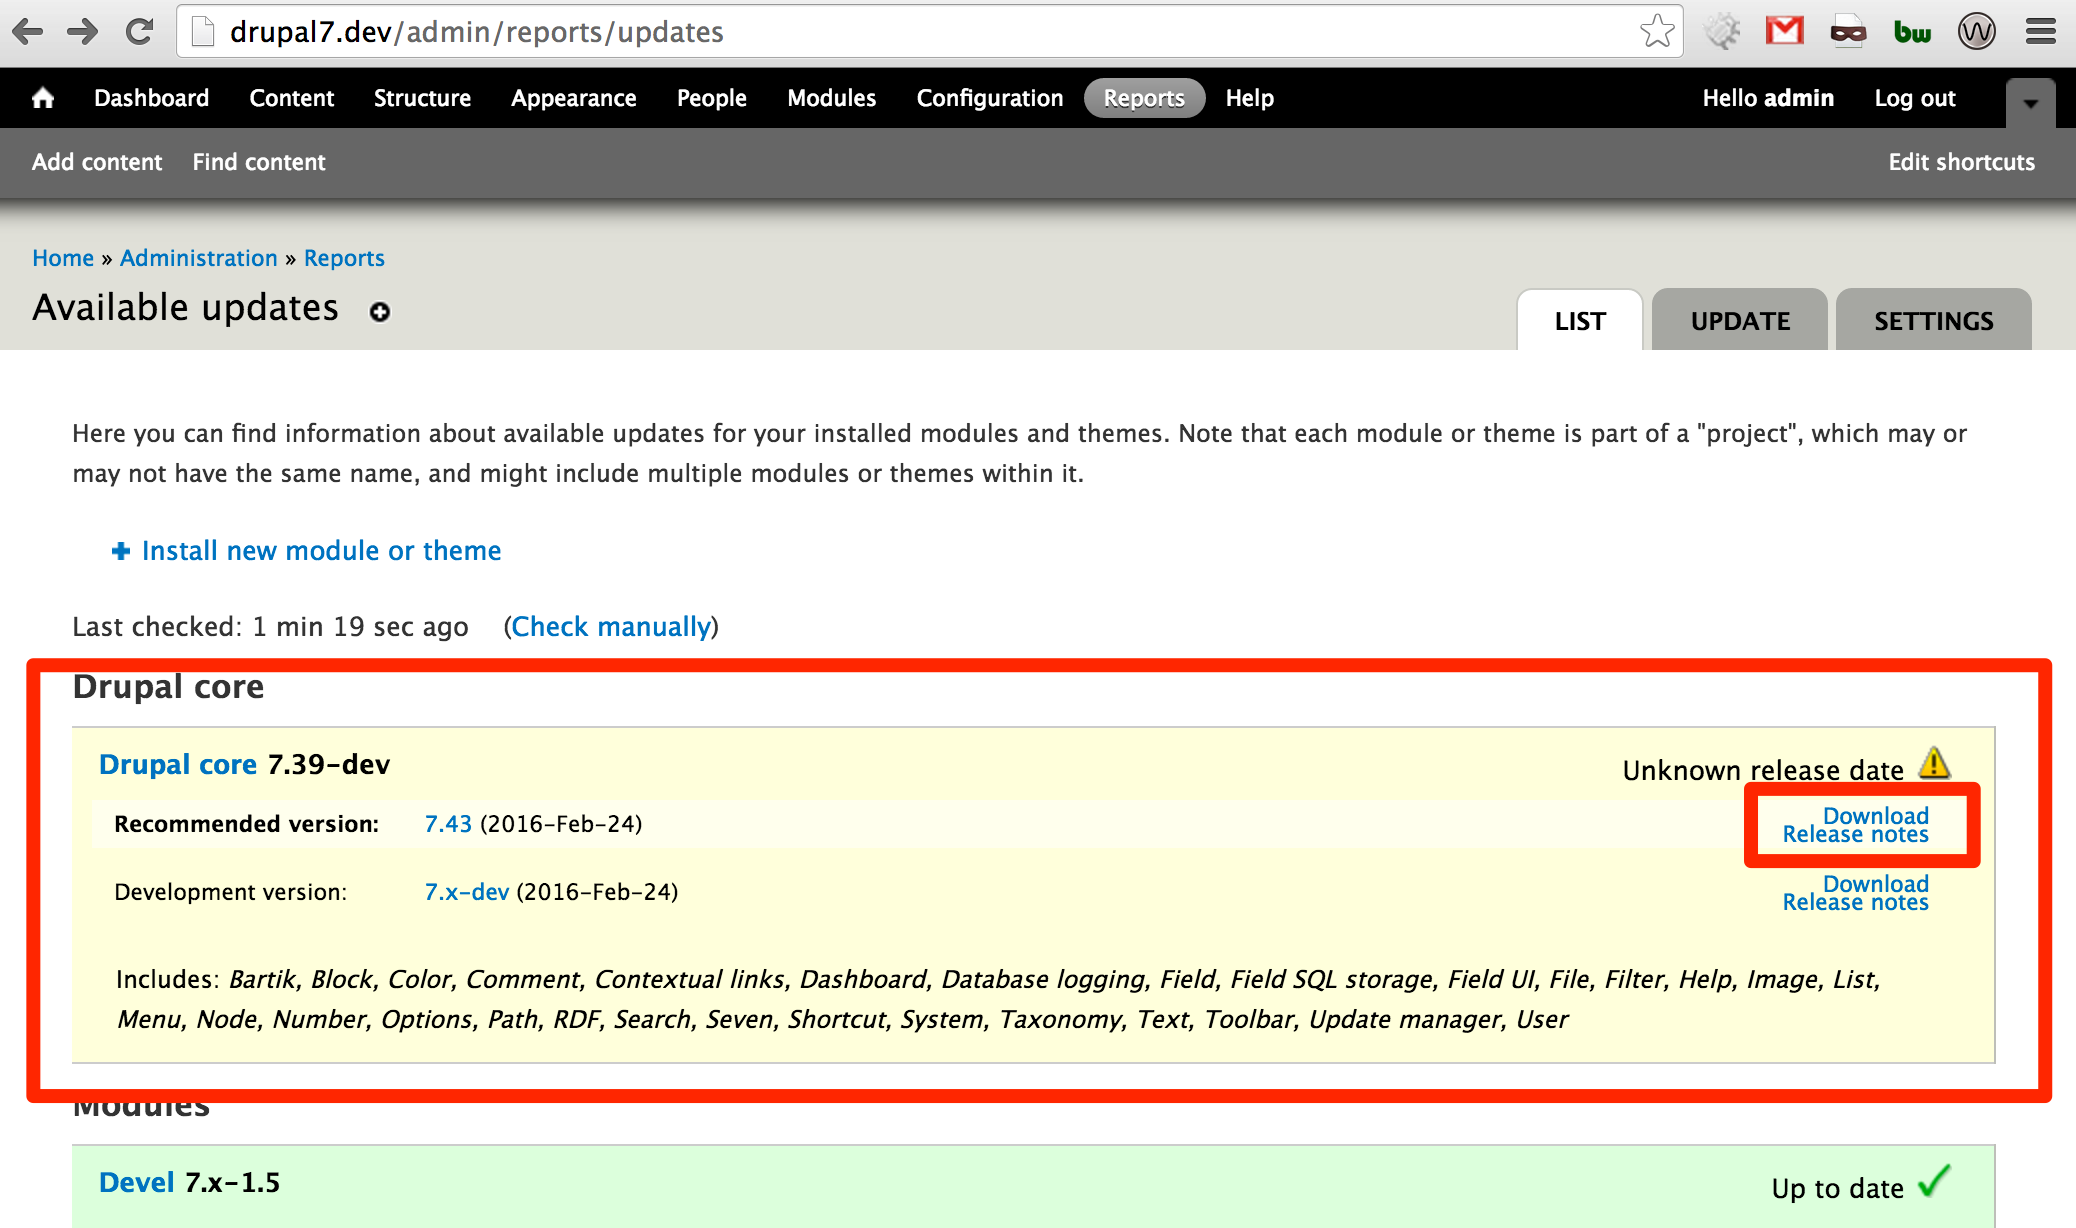 drupal7.dev/admin/reports/updates
bw
W
Dashboard Content Structure Appearance People Modules Configuration Reports Help Hello admin Log out
Add content Find content Edit shortcuts
Home » Administration » Reports
Available updates
LIST UPDATE SETTINGS
Here you can find information about available updates for your installed modules and themes. Note that each module or theme is part of a "project", which may or
may not have the same name, and might include multiple modules or themes within it.
+ Install new module or theme
Last checked: 1 min 19 sec ago (Check manually)
Drupal core
Drupal core 7.39-dev Unknown release date
Recommended version: 7.43 (2016-Feb-24) Download
Release notes
Development version: 7.x-dev (2016-Feb-24) Download
Release notes
Includes: Bartik, Block, Color, Comment, Contextual links, Dashboard, Database logging, Field, Field SQL storage, Field UI, File, Filter, Help, Image, List,
Menu, Node, Number, Options, Path, RDF, Search, Seven, Shortcut, System, Taxonomy, Text, Toolbar, Update manager, User
Modules
Devel 7.x-1.5 Up to date